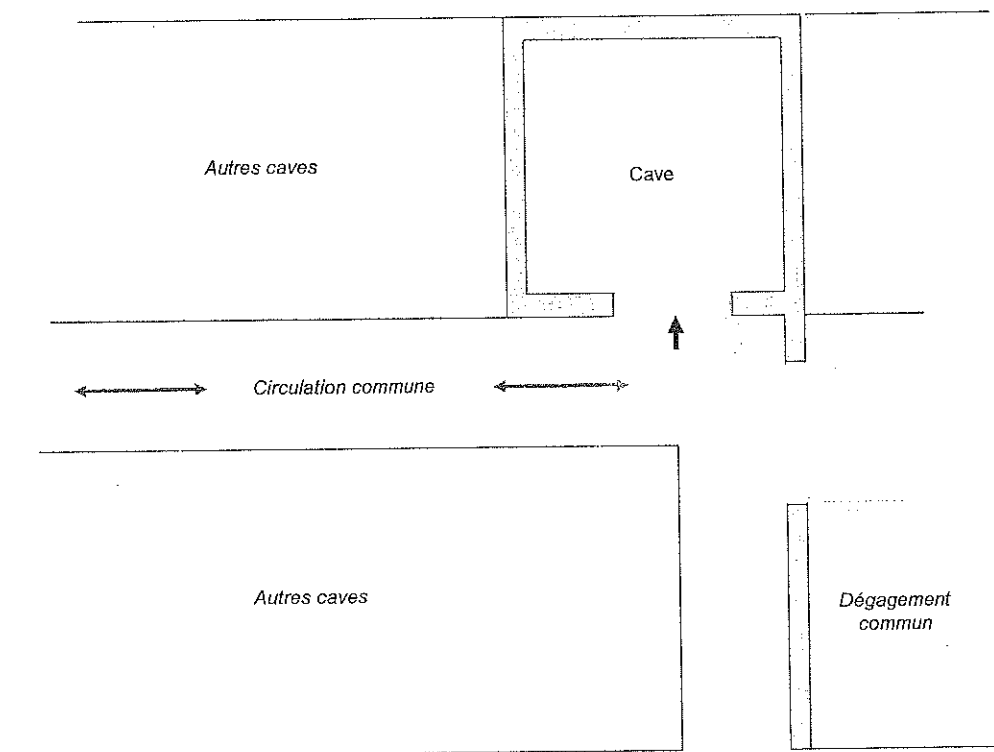 Autres caves
Cave
Circulation commune
Autres caves
Dégagement
commun